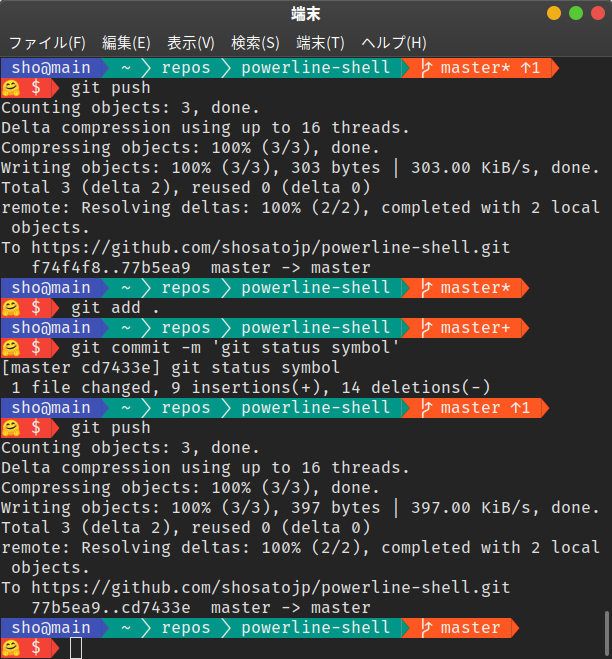 端末
ファイル(F) 編集(E) 表示(V) 検索(S) 端末(T) ヘルプ(H)
sho@main ~ repos powerline-shell master* ↑1
🤗 $ git push
Counting objects: 3, done.
Delta compression using up to 16 threads.
Compressing objects: 100% (3/3), done.
Writing objects: 100% (3/3), 303 bytes | 303.00 KiB/s, done.
Total 3 (delta 2), reused 0 (delta 0)
remote: Resolving deltas: 100% (2/2), completed with 2 local
objects.
To https://github.com/shosatojp/powerline-shell.git
f74f4f8..77b5ea9 master -> master
sho@main ~ repos powerline-shell master*
🤗 $ git add .
sho@main ~ repos powerline-shell master+
🤗 $ git commit -m 'git status symbol'
[master cd7433e] git status symbol
1 file changed, 9 insertions(+), 14 deletions(-)
sho@main ~ repos powerline-shell master ↑1
🤗 $ git push
Counting objects: 3, done.
Delta compression using up to 16 threads.
Compressing objects: 100% (3/3), done.
Writing objects: 100% (3/3), 397 bytes | 397.00 KiB/s, done.
Total 3 (delta 2), reused 0 (delta 0)
remote: Resolving deltas: 100% (2/2), completed with 2 local
objects.
To https://github.com/shosatojp/powerline-shell.git
77b5ea9..cd7433e master -> master
sho@main ~ repos powerline-shell master
🤗 $